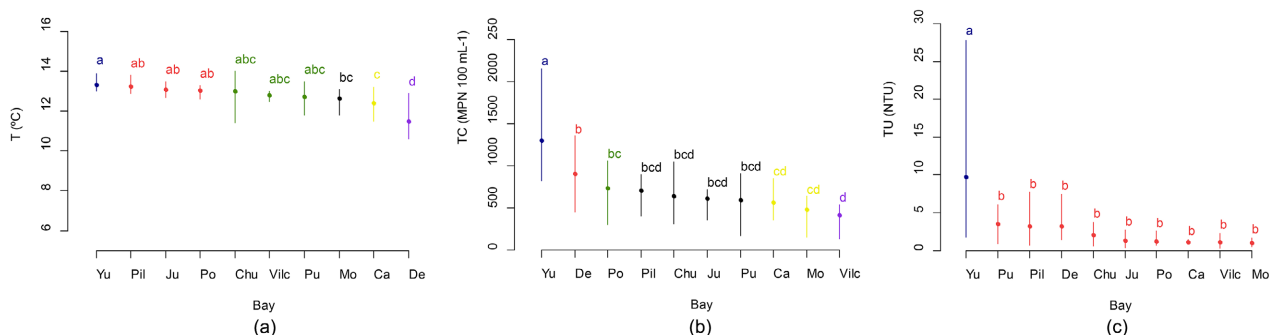 T (ºC)
16
14
12
10
8
6
a
ab
ab
ab
abc
abc
abc
bc
c
d
Yu Pil Ju Po Chu Vilc Pu Mo Ca De
Bay
(a)
TC (MPN 100 mL-1)
2500
2000
1500
1000
500
0
a
b
bc
bcd
bcd
bcd
bcd
cd
cd
d
Yu De Po Pil Chu Ju Pu Ca Mo Vilc
Bay
(b)
TU (NTU)
30
25
20
15
10
5
0
a
b
b
b
b
b
b
b
b
b
Yu Pu Pil De Chu Ju Po Ca Vilc Mo
Bay
(c)